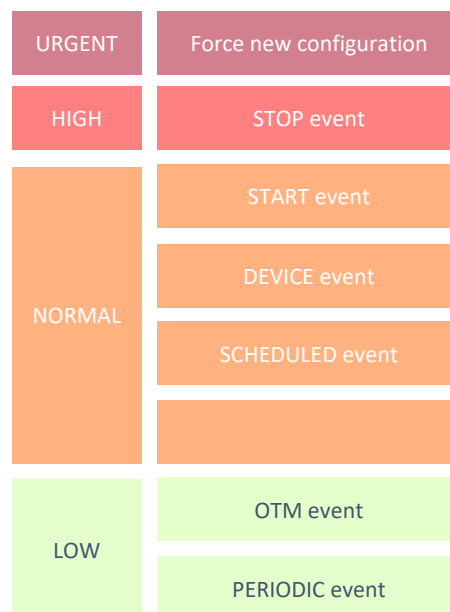 URGENT
Force new configuration
HIGH
STOP event
NORMAL
START event
DEVICE event
SCHEDULED event
LOW
OTM event
PERIODIC event